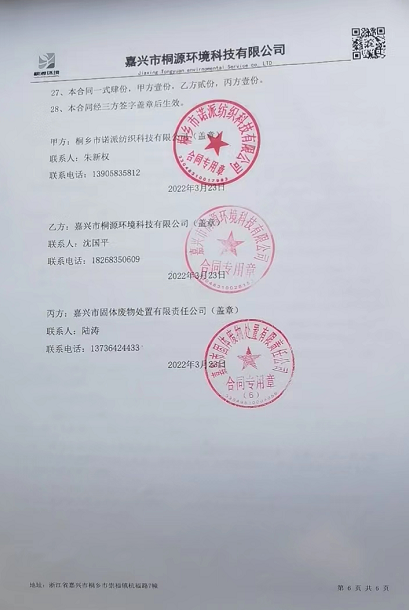 桐源环境
嘉兴市桐源环境科技有限公司
Jiaxing Tongyuan environmental Service co. LTD
27、本合同一式肆份，甲方壹份，乙方贰份，丙方壹份。
28、本合同经三方签字盖章后生效。
甲方：桐乡市诺派纺织科技有限公司（盖章）
联系人：朱新权
联系电话：13905835812
2022年3月23日
桐乡市诺派纺织科技有限公司
合同专用章
乙方：嘉兴市桐源环境科技有限公司（盖章）
联系人：沈国平
联系电话：18268350609
2022年3月23日
嘉兴市桐源环境科技有限公司
合同专用章
丙方：嘉兴市固体废物处置有限责任公司（盖章）
联系人：陆涛
联系电话：13736424433
2022年3月23日
嘉兴市固体废物处置有限责任公司
合同专用章
（6）
地址：浙江省嘉兴市桐乡市崇福镇杭福路7幢
第 6 页 共 6 页